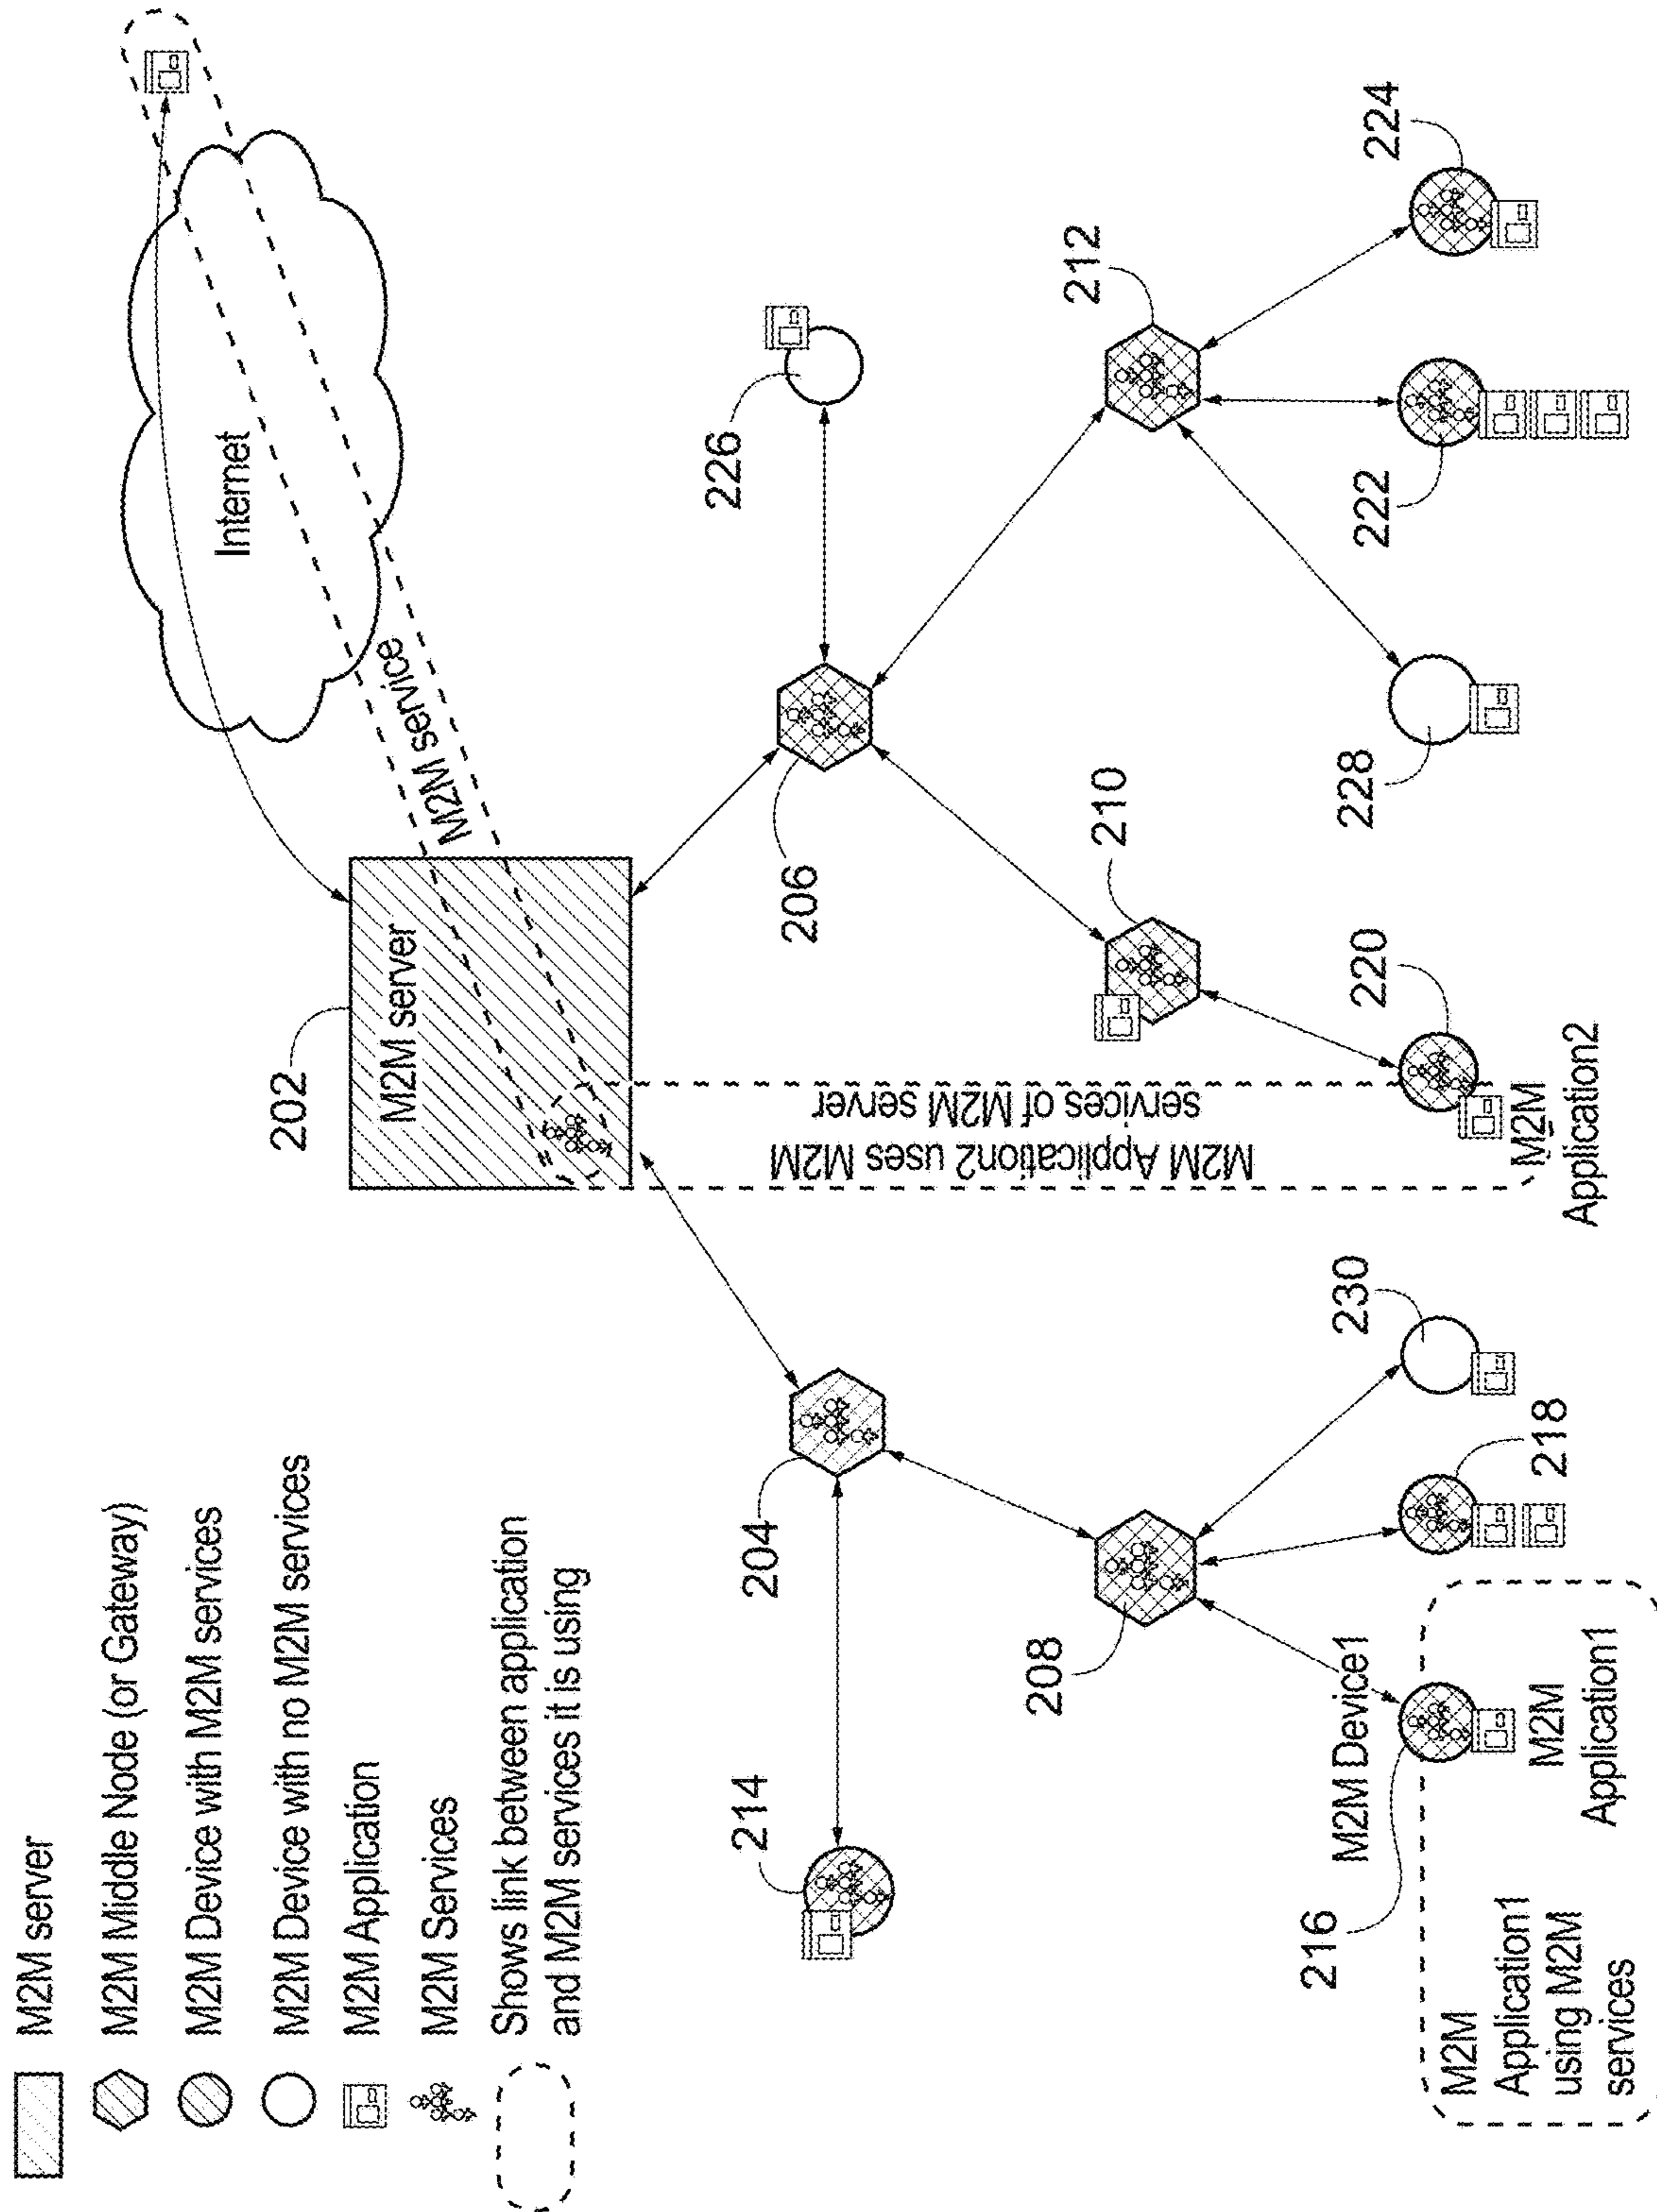 M2M server
M2M Middle Node (or Gateway)
M2M Device with M2M services
M2M Device with no M2M services
M2M Application
M2M Services
Shows link between application
and M2M services it is using
Internet
M2M service
202
M2M server
M2M Application2 uses M2M
services of M2M server
204
206
226
214
208
210
212
M2M Device1
216
218
230
220
228
222
224
M2M
Application1
using M2M
services
M2M
Application1
M2M
Application2